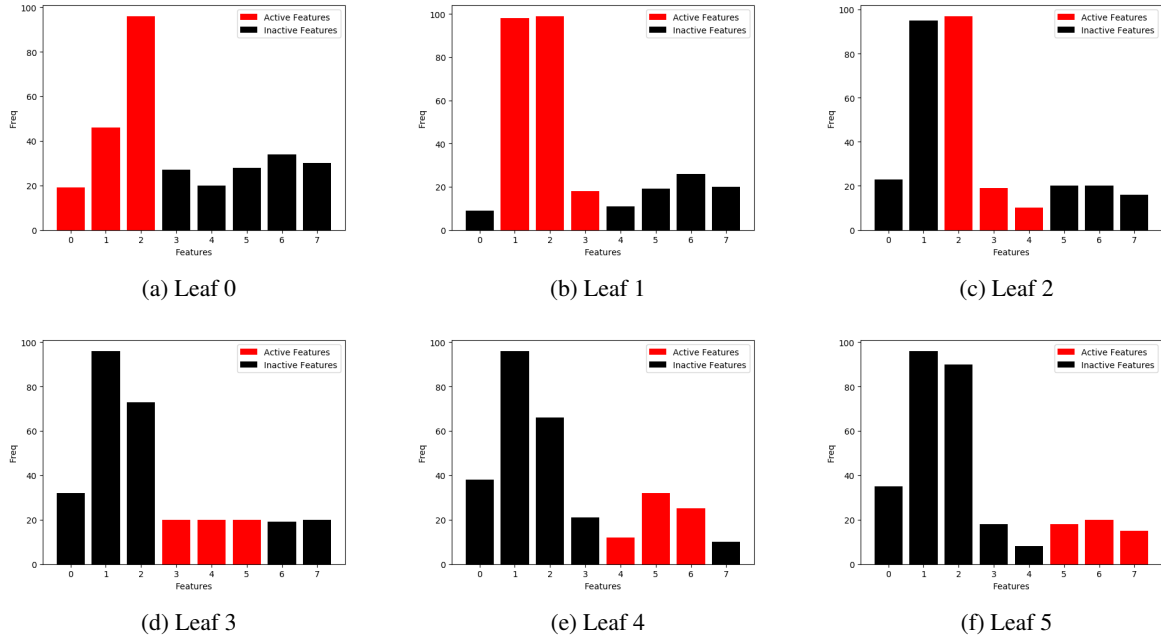 100
80
60
40
20
0
Freq
Active Features
Inactive Features
0 1 2 3 4 5 6 7
Features
(a) Leaf 0
100
80
60
40
20
0
Freq
Active Features
Inactive Features
0 1 2 3 4 5 6 7
Features
(b) Leaf 1
100
80
60
40
20
0
Freq
Active Features
Inactive Features
0 1 2 3 4 5 6 7
Features
(c) Leaf 2
100
80
60
40
20
0
Freq
Active Features
Inactive Features
0 1 2 3 4 5 6 7
Features
(d) Leaf 3
100
80
60
40
20
0
Freq
Active Features
Inactive Features
0 1 2 3 4 5 6 7
Features
(e) Leaf 4
100
80
60
40
20
0
Freq
Active Features
Inactive Features
0 1 2 3 4 5 6 7
Features
(f) Leaf 5